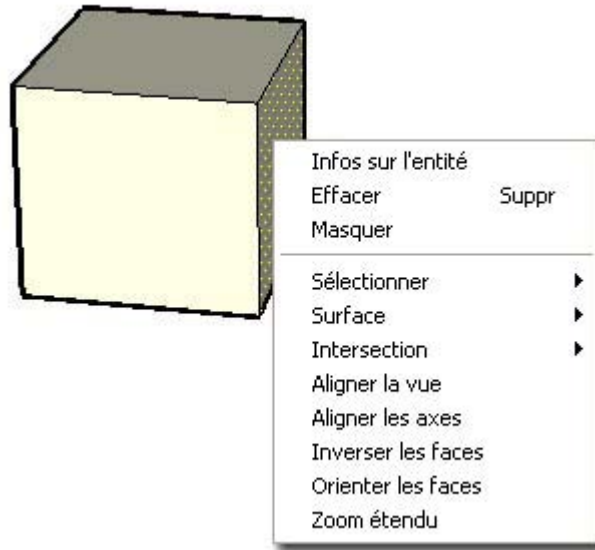 Infos sur l'entité
Effacer Suppr
Masquer
Sélectionner
Surface
Intersection
Aligner la vue
Aligner les axes
Inverser les faces
Orienter les faces
Zoom étendu